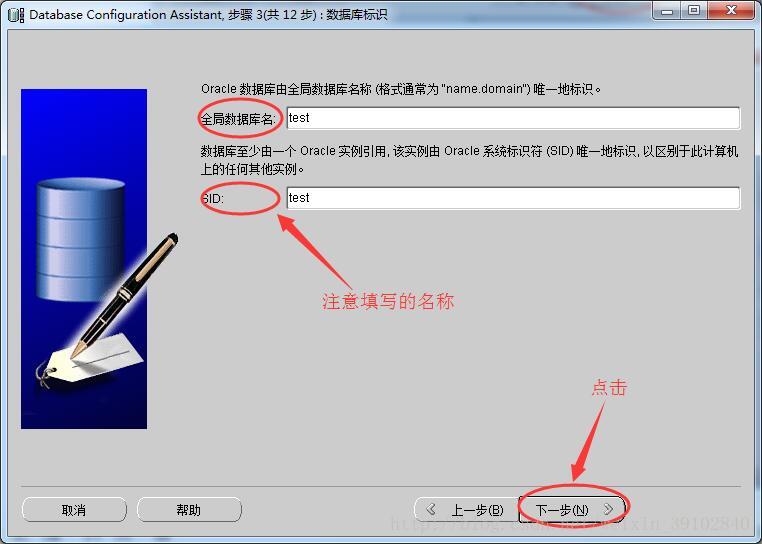 Database Configuration Assistant, 步骤 3(共 12 步) : 数据库标识
Oracle 数据库由全局数据库名称 (格式通常为 "name.domain") 唯一地标识。
全局数据库名: test
数据库至少由一个 Oracle 实例引用, 该实例由 Oracle 系统标识符 (SID) 唯一地标识, 以区别于此计算机
上的任何其他实例。
SID: test
注意填写的名称
点击
取消 帮助 上一步(B) 下一步(N)